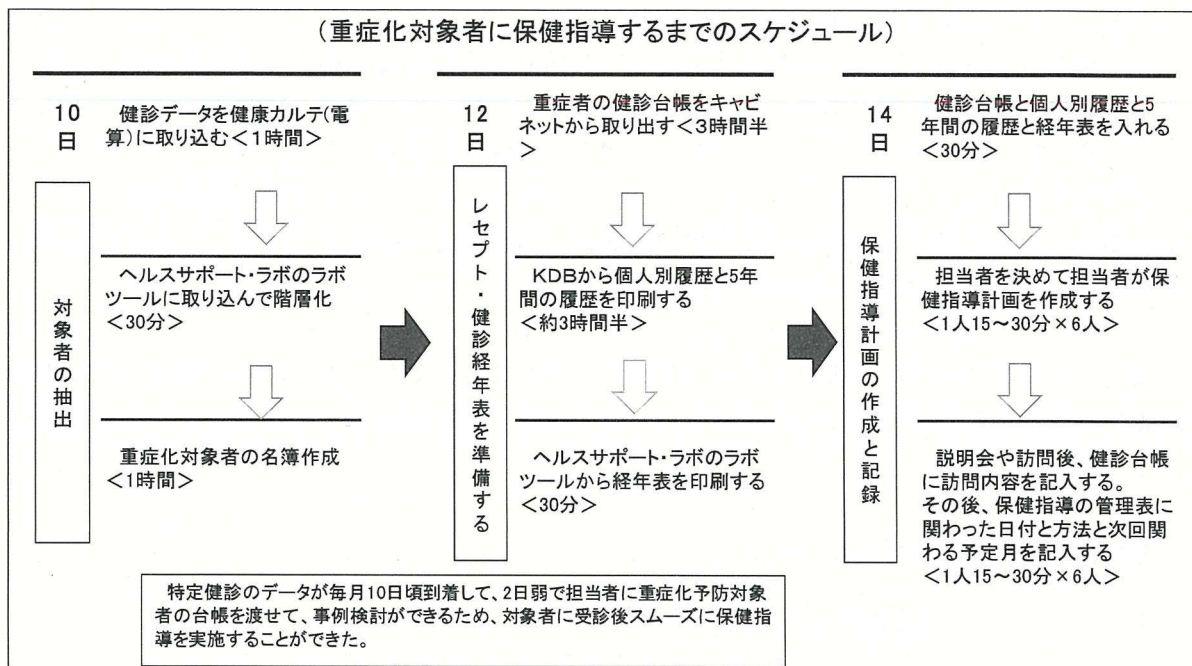 （重症化対象者に保健指導するまでのスケジュール）
10
日
健診データを健康カルテ(電
算)に取り込む＜1時間＞
対象者の抽出
ヘルスサポート・ラボのラボ
ツールに取り込んで階層化
＜30分＞
重症化対象者の名簿作成
＜1時間＞
12
日
重症者の健診台帳をキャビ
ネットから取り出す＜3時間半
＞
レセプト・健診経年表を準備する
KDBから個人別履歴と5年
間の履歴を印刷する
＜約3時間半＞
ヘルスサポート・ラボのラボ
ツールから経年表を印刷する
＜30分＞
14
日
健診台帳と個人別履歴と5
年間の履歴と経年表を入れる
＜30分＞
保健指導計画の作成と記録
担当者を決めて担当者が保
健指導計画を作成する
＜1人15～30分×6人＞
説明会や訪問後、健診台帳
に訪問内容を記入する。
その後、保健指導の管理表に
関わった日付と方法と次回関
わる予定月を記入する
＜1人15～30分×6人＞
特定健診のデータが毎月10日頃到着して、2日弱で担当者に重症化予防対象
者の台帳を渡せて、事例検討ができるため、対象者に受診後スムーズに保健指
導を実施することができた。